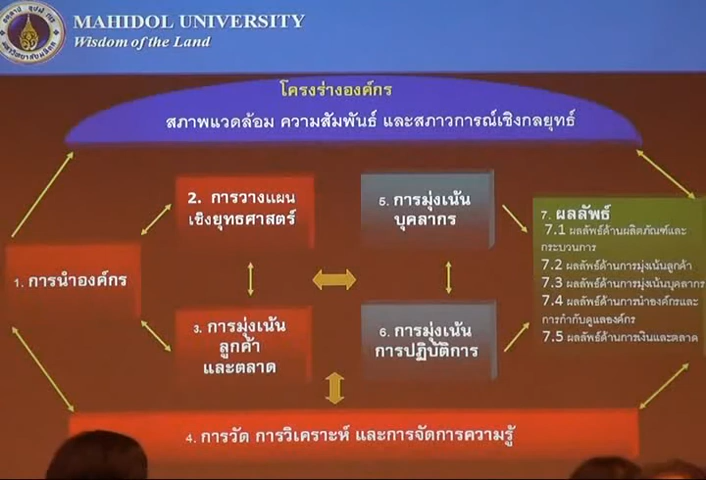 MAHIDOL UNIVERSITY
Wisdom of the Land
โครงร่างองค์กร
สภาพแวดล้อม ความสัมพันธ์ และสภาวการณ์เชิงกลยุทธ์
1. การนำองค์กร
2. การวางแผน
เชิงยุทธศาสตร์
3. การมุ่งเน้น
ลูกค้า
และตลาด
5. การมุ่งเน้น
บุคลากร
6. การมุ่งเน้น
การปฏิบัติการ
7. ผลลัพธ์
7.1 ผลลัพธ์ด้านผลิตภัณฑ์และ
กระบวนการ
7.2 ผลลัพธ์ด้านการมุ่งเน้นลูกค้า
7.3 ผลลัพธ์ด้านการมุ่งเน้นบุคลากร
7.4 ผลลัพธ์ด้านการนำองค์กรและ
การกำกับดูแลองค์กร
7.5 ผลลัพธ์ด้านการเงินและตลาด
4. การวัด การวิเคราะห์ และการจัดการความรู้